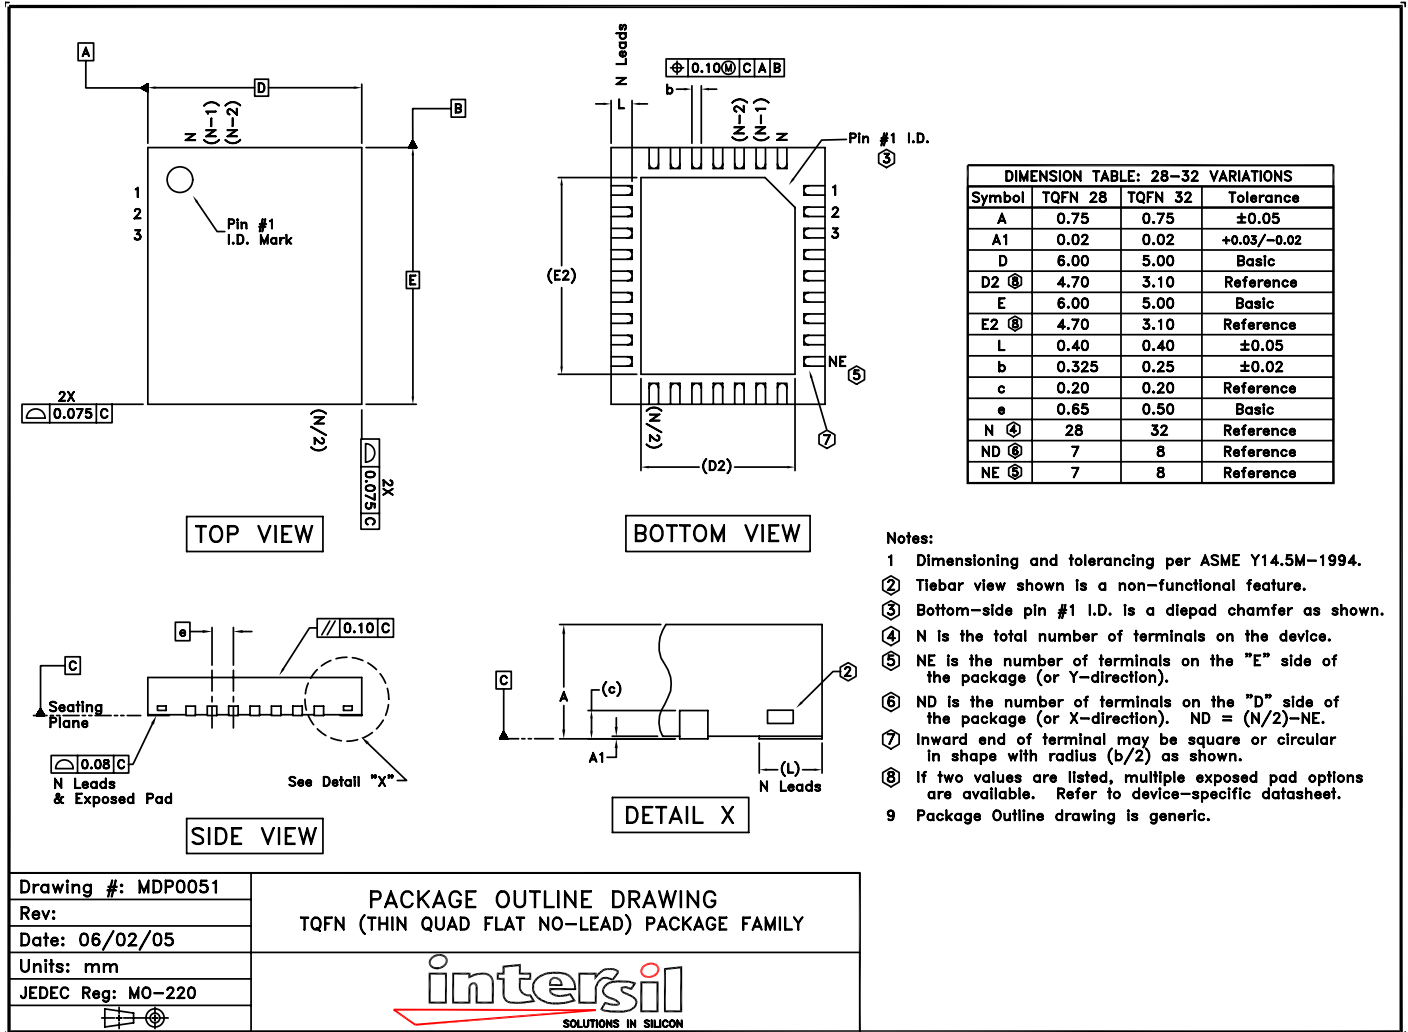 A
D
B
N
(N-1)
(N-2)
1
2
3
Pin #1
I.D. Mark
E
2X
0.075 C
(N/2)
2X
0.075 C
TOP VIEW
N Leads
L
b
0.10Ⓜ C A B
(N-2)
(N-1)
N
Pin #1 I.D.
3
1
2
3
(E2)
NE
5
7
(N/2)
(D2)
BOTTOM VIEW
DIMENSION TABLE: 28-32 VARIATIONS
Symbol TQFN 28 TQFN 32 Tolerance
A 0.75 0.75 ±0.05
A1 0.02 0.02 +0.03/-0.02
D 6.00 5.00 Basic
D2 8 4.70 3.10 Reference
E 6.00 5.00 Basic
E2 8 4.70 3.10 Reference
L 0.40 0.40 ±0.05
b 0.325 0.25 ±0.02
c 0.20 0.20 Reference
e 0.65 0.50 Basic
N 4 28 32 Reference
ND 6 7 8 Reference
NE 5 7 8 Reference
Notes:
1 Dimensioning and tolerancing per ASME Y14.5M-1994.
2 Tiebar view shown is a non-functional feature.
3 Bottom-side pin #1 I.D. is a diepad chamfer as shown.
4 N is the total number of terminals on the device.
5 NE is the number of terminals on the "E" side of
the package (or Y-direction).
6 ND is the number of terminals on the "D" side of
the package (or X-direction). ND = (N/2)-NE.
7 Inward end of terminal may be square or circular
in shape with radius (b/2) as shown.
8 If two values are listed, multiple exposed pad options
are available. Refer to device-specific datasheet.
9 Package Outline drawing is generic.
e
// 0.10 C
C
Seating
Plane
0.08 C
N Leads
& Exposed Pad
See Detail "X"
SIDE VIEW
C
A
(c)
2
A1
(L)
N Leads
DETAIL X
Drawing #: MDP0051
Rev:
Date: 06/02/05
Units: mm
JEDEC Reg: MO-220
PACKAGE OUTLINE DRAWING
TQFN (THIN QUAD FLAT NO-LEAD) PACKAGE FAMILY
intersil
SOLUTIONS IN SILICON